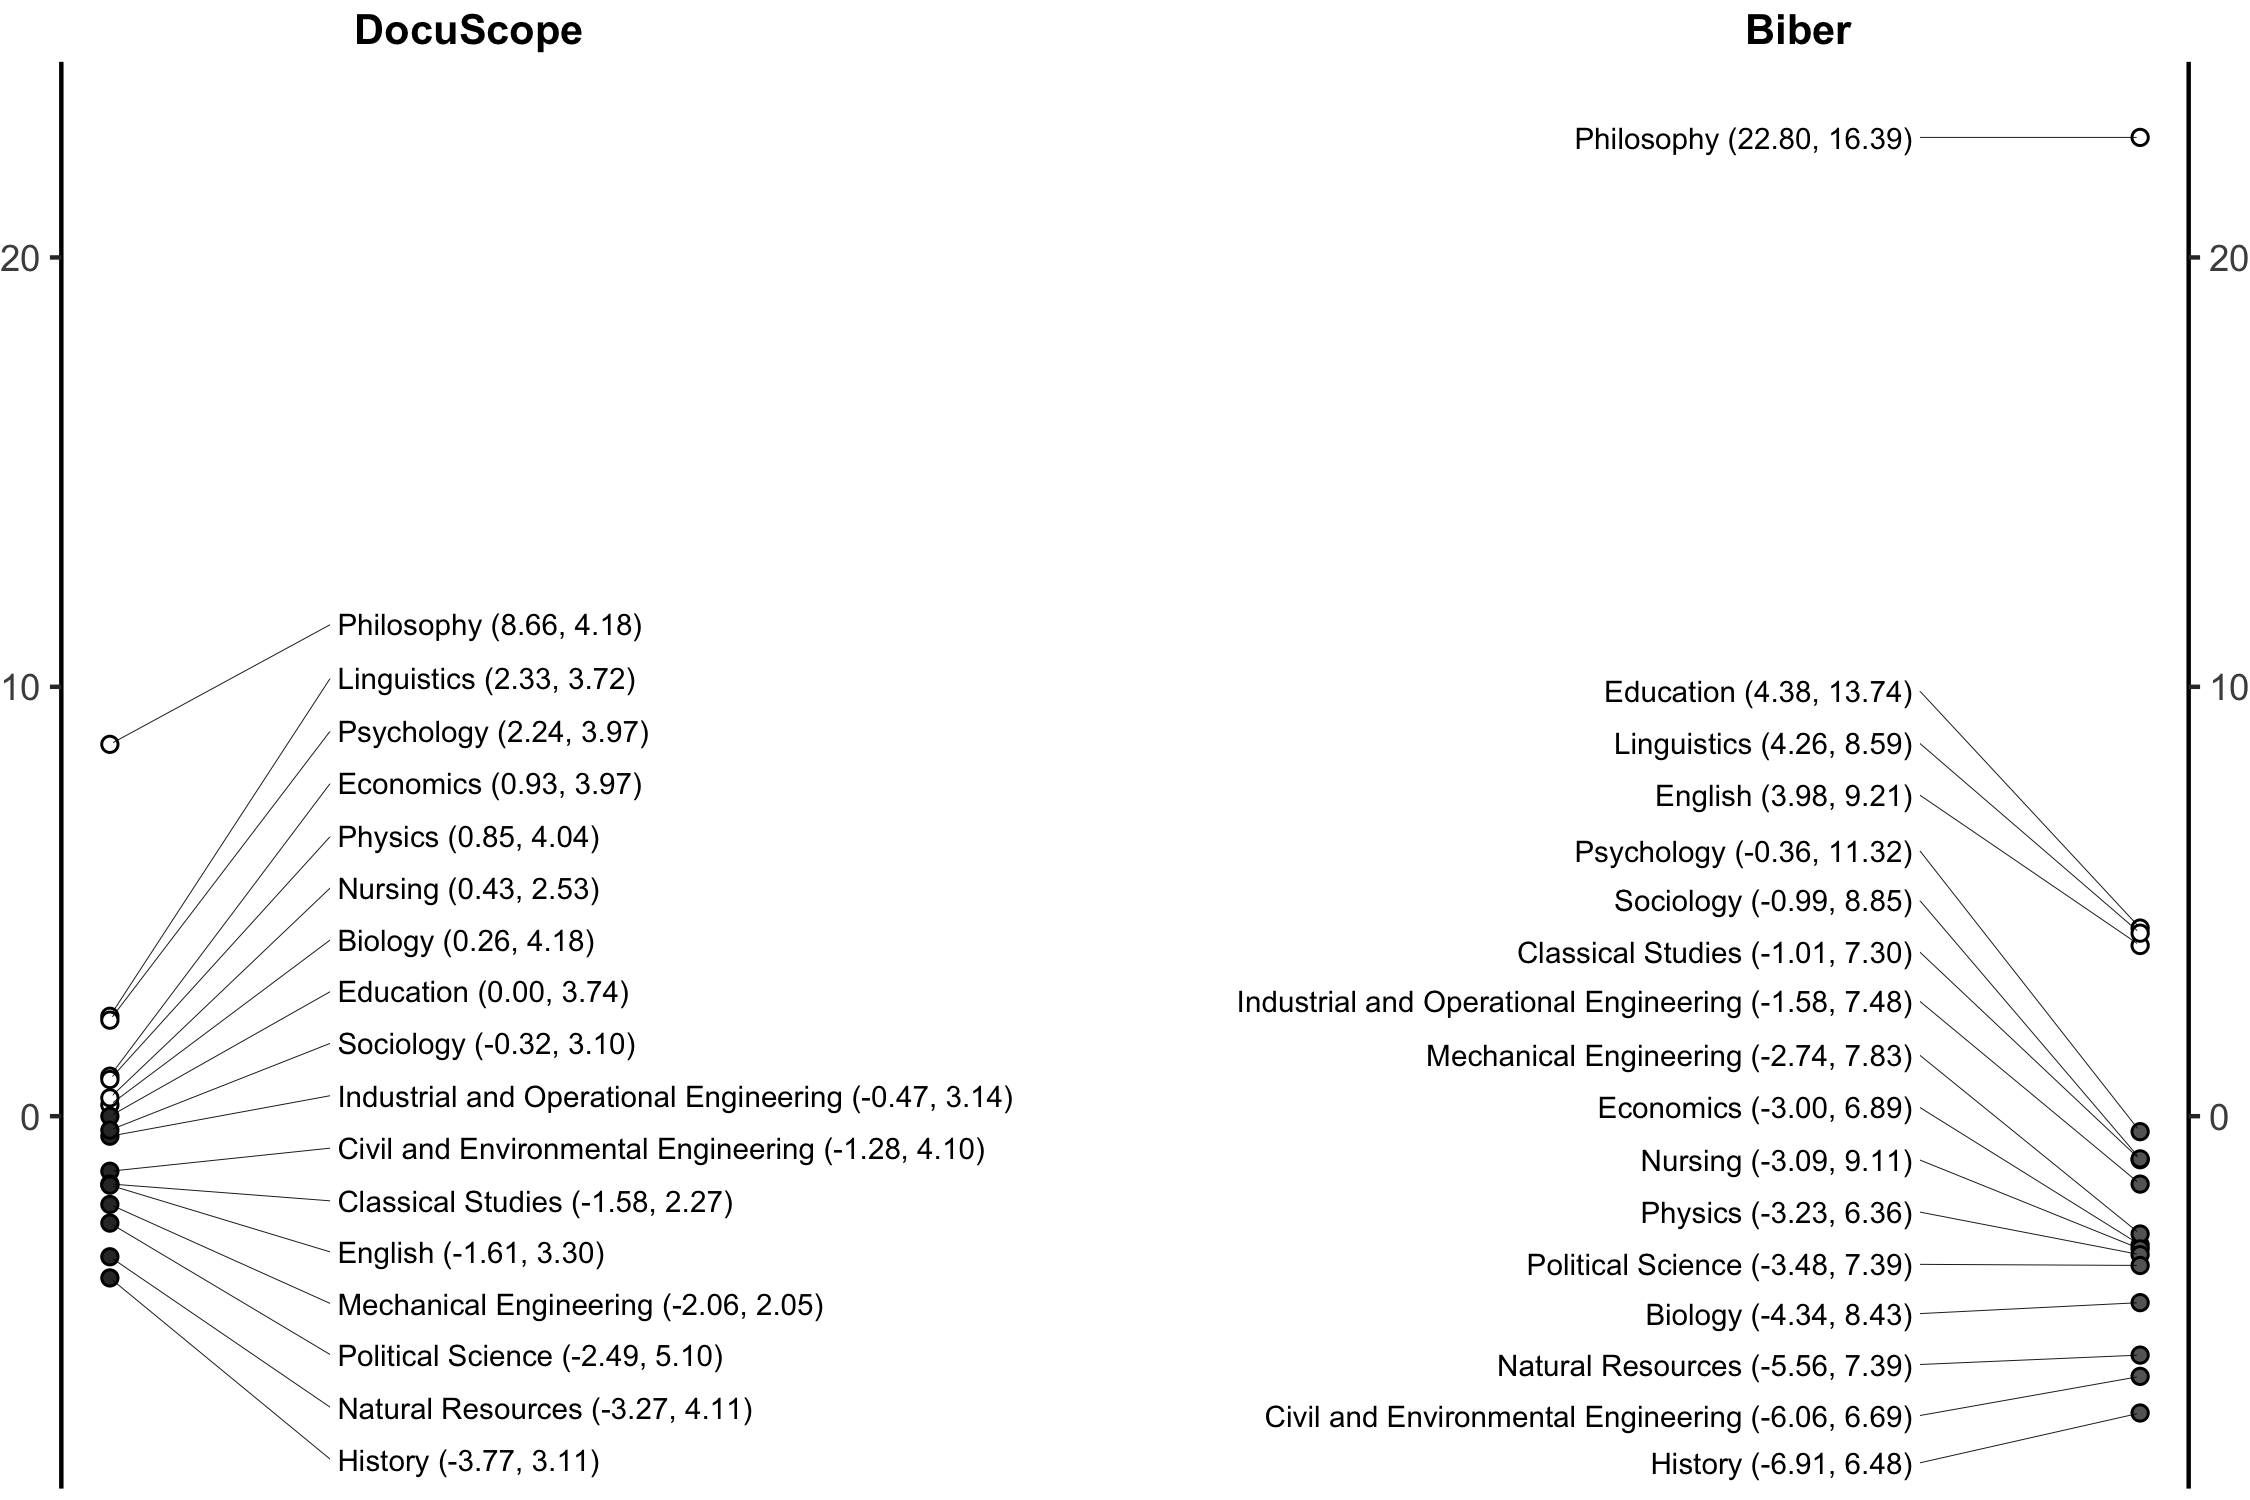 DocuScope
20
10
0
Philosophy (8.66, 4.18)
Linguistics (2.33, 3.72)
Psychology (2.24, 3.97)
Economics (0.93, 3.97)
Physics (0.85, 4.04)
Nursing (0.43, 2.53)
Biology (0.26, 4.18)
Education (0.00, 3.74)
Sociology (-0.32, 3.10)
Industrial and Operational Engineering (-0.47, 3.14)
Civil and Environmental Engineering (-1.28, 4.10)
Classical Studies (-1.58, 2.27)
English (-1.61, 3.30)
Mechanical Engineering (-2.06, 2.05)
Political Science (-2.49, 5.10)
Natural Resources (-3.27, 4.11)
History (-3.77, 3.11)
Biber
Philosophy (22.80, 16.39)
Education (4.38, 13.74)
Linguistics (4.26, 8.59)
English (3.98, 9.21)
Psychology (-0.36, 11.32)
Sociology (-0.99, 8.85)
Classical Studies (-1.01, 7.30)
Industrial and Operational Engineering (-1.58, 7.48)
Mechanical Engineering (-2.74, 7.83)
Economics (-3.00, 6.89)
Nursing (-3.09, 9.11)
Physics (-3.23, 6.36)
Political Science (-3.48, 7.39)
Biology (-4.34, 8.43)
Natural Resources (-5.56, 7.39)
Civil and Environmental Engineering (-6.06, 6.69)
History (-6.91, 6.48)
20
10
0